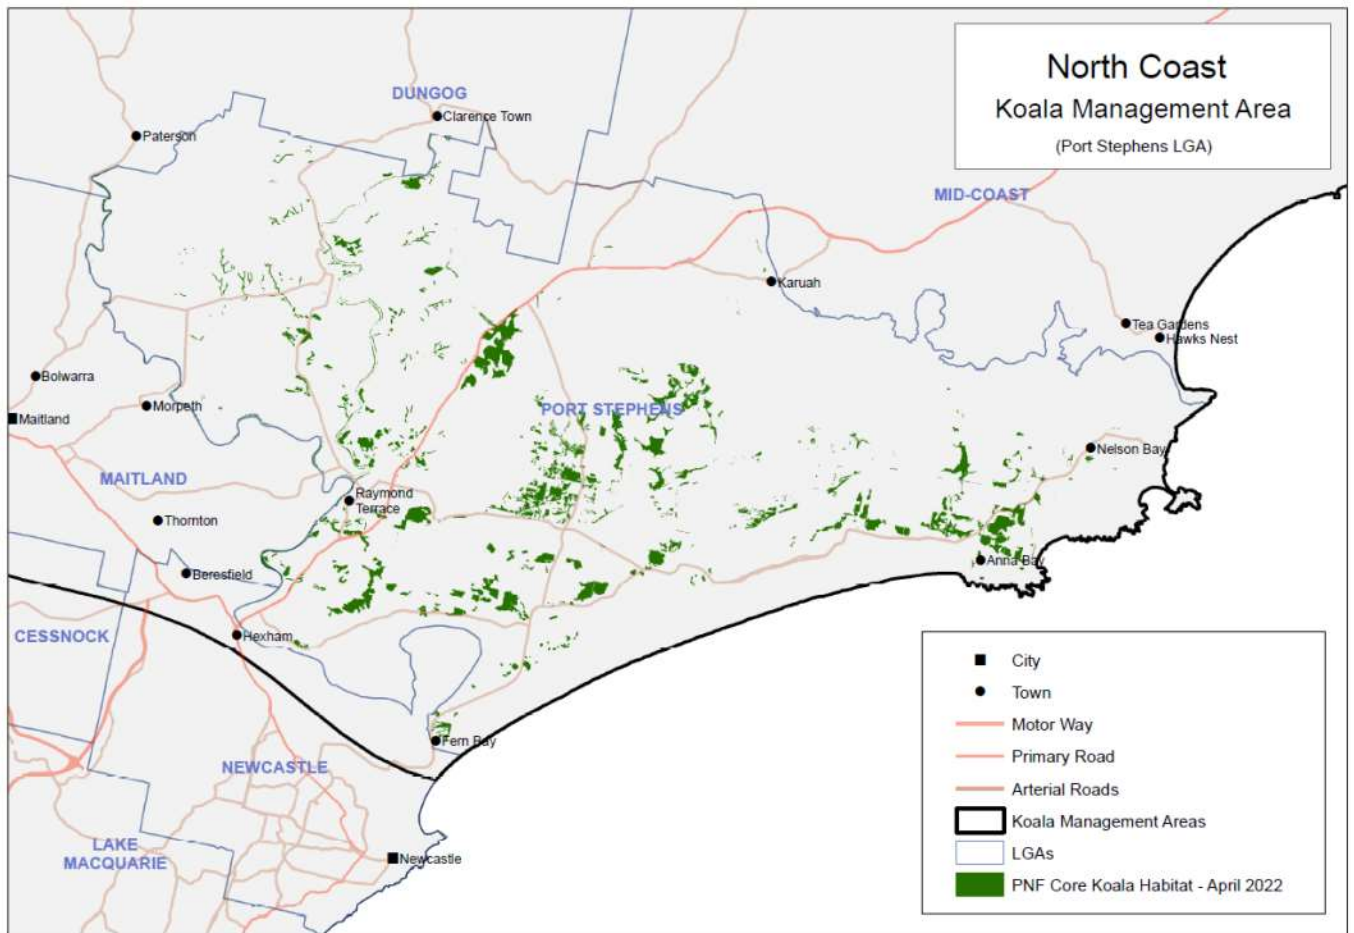 North Coast
Koala Management Area
(Port Stephens LGA)
DUNGOG
Clarence Town
Paterson
MID-COAST
Karuah
Tea Gardens
Hawks Nest
Bolwarra
Morpeth
Maitland
PORT STEPHENS
Nelson Bay
MAITLAND
Raymond
Terrace
Thornton
Anna Bay
Beresfield
CESSNOCK
Hexham
Fern Bay
NEWCASTLE
LAKE
MACQUARIE
Newcastle
City
Town
Motor Way
Primary Road
Arterial Roads
Koala Management Areas
LGAs
PNF Core Koala Habitat - April 2022